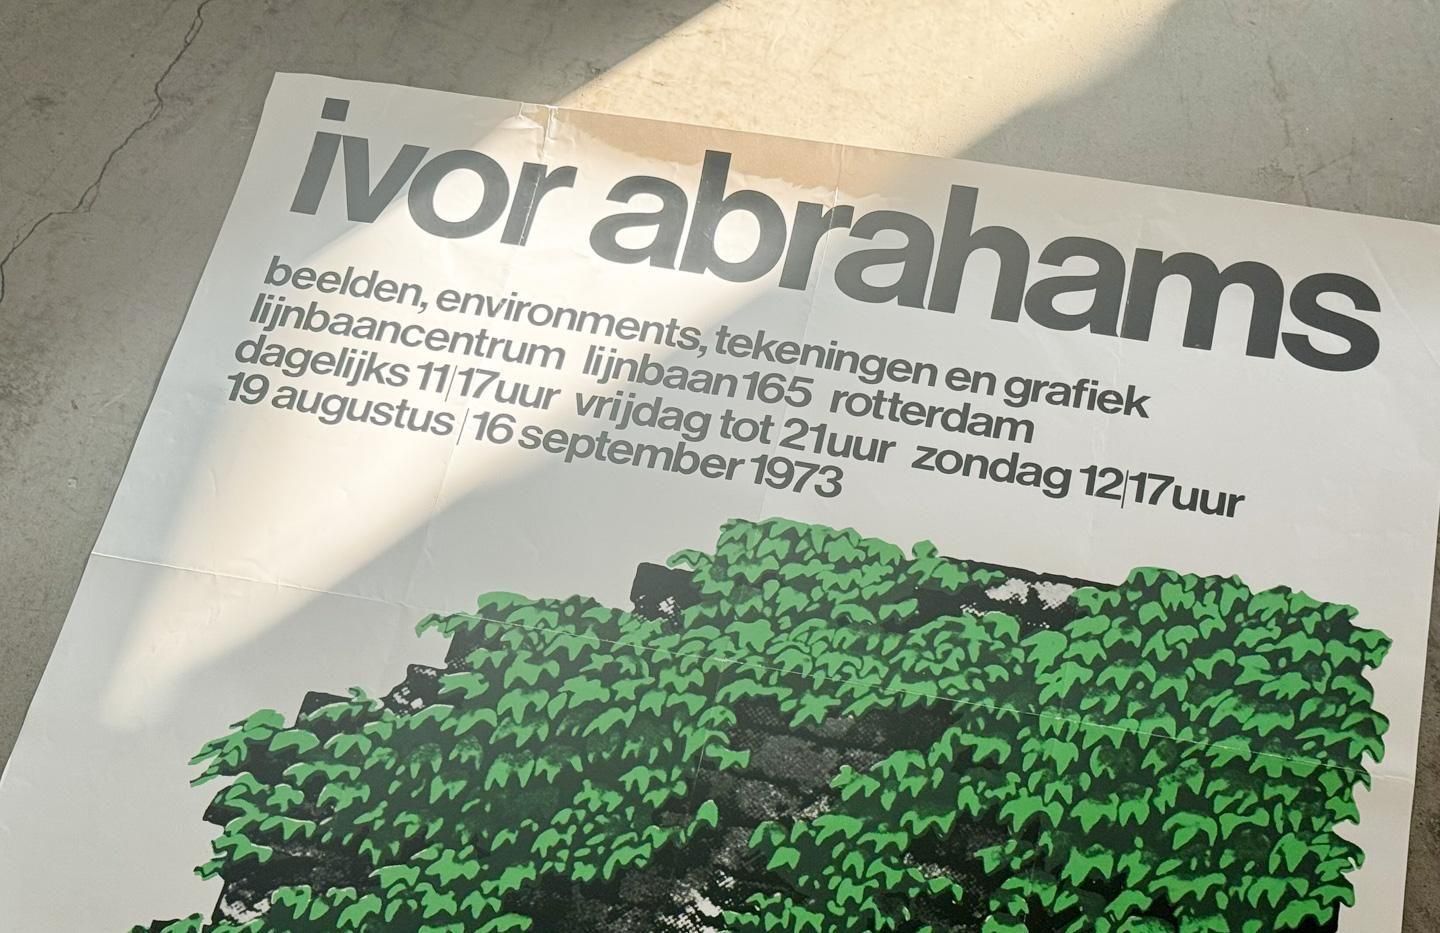 ivor abrahams
beelden, environments, tekeningen en grafiek
lijnbaancentrum lijnbaan 165 rotterdam
dagelijks 11|17uur vrijdag tot 21uur zondag 12|17uur
19 augustus|16 september 1973